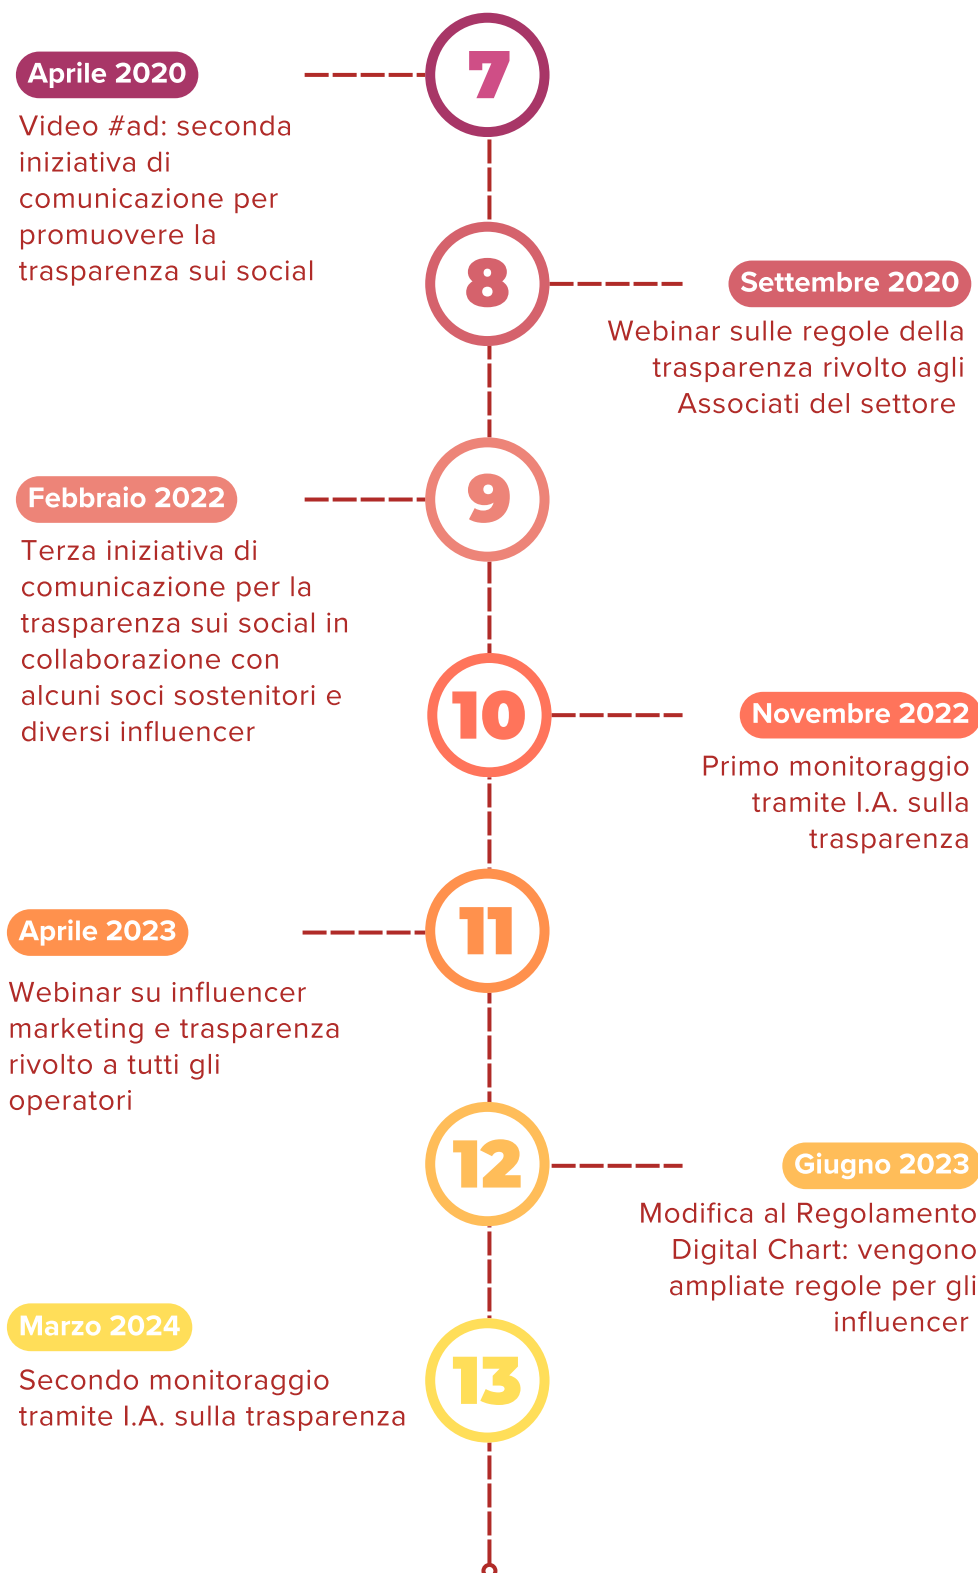 7
Aprile 2020
Video #ad: seconda
iniziativa di
comunicazione per
promuovere la
trasparenza sui social
8
Settembre 2020
Webinar sulle regole della
trasparenza rivolto agli
Associati del settore
9
Febbraio 2022
Terza iniziativa di
comunicazione per la
trasparenza sui social in
collaborazione con
alcuni soci sostenitori e
diversi influencer
10
Novembre 2022
Primo monitoraggio
tramite I.A. sulla
trasparenza
11
Aprile 2023
Webinar su influencer
marketing e trasparenza
rivolto a tutti gli
operatori
12
Giugno 2023
Modifica al Regolamento
Digital Chart: vengono
ampliate regole per gli
influencer
13
Marzo 2024
Secondo monitoraggio
tramite I.A. sulla trasparenza